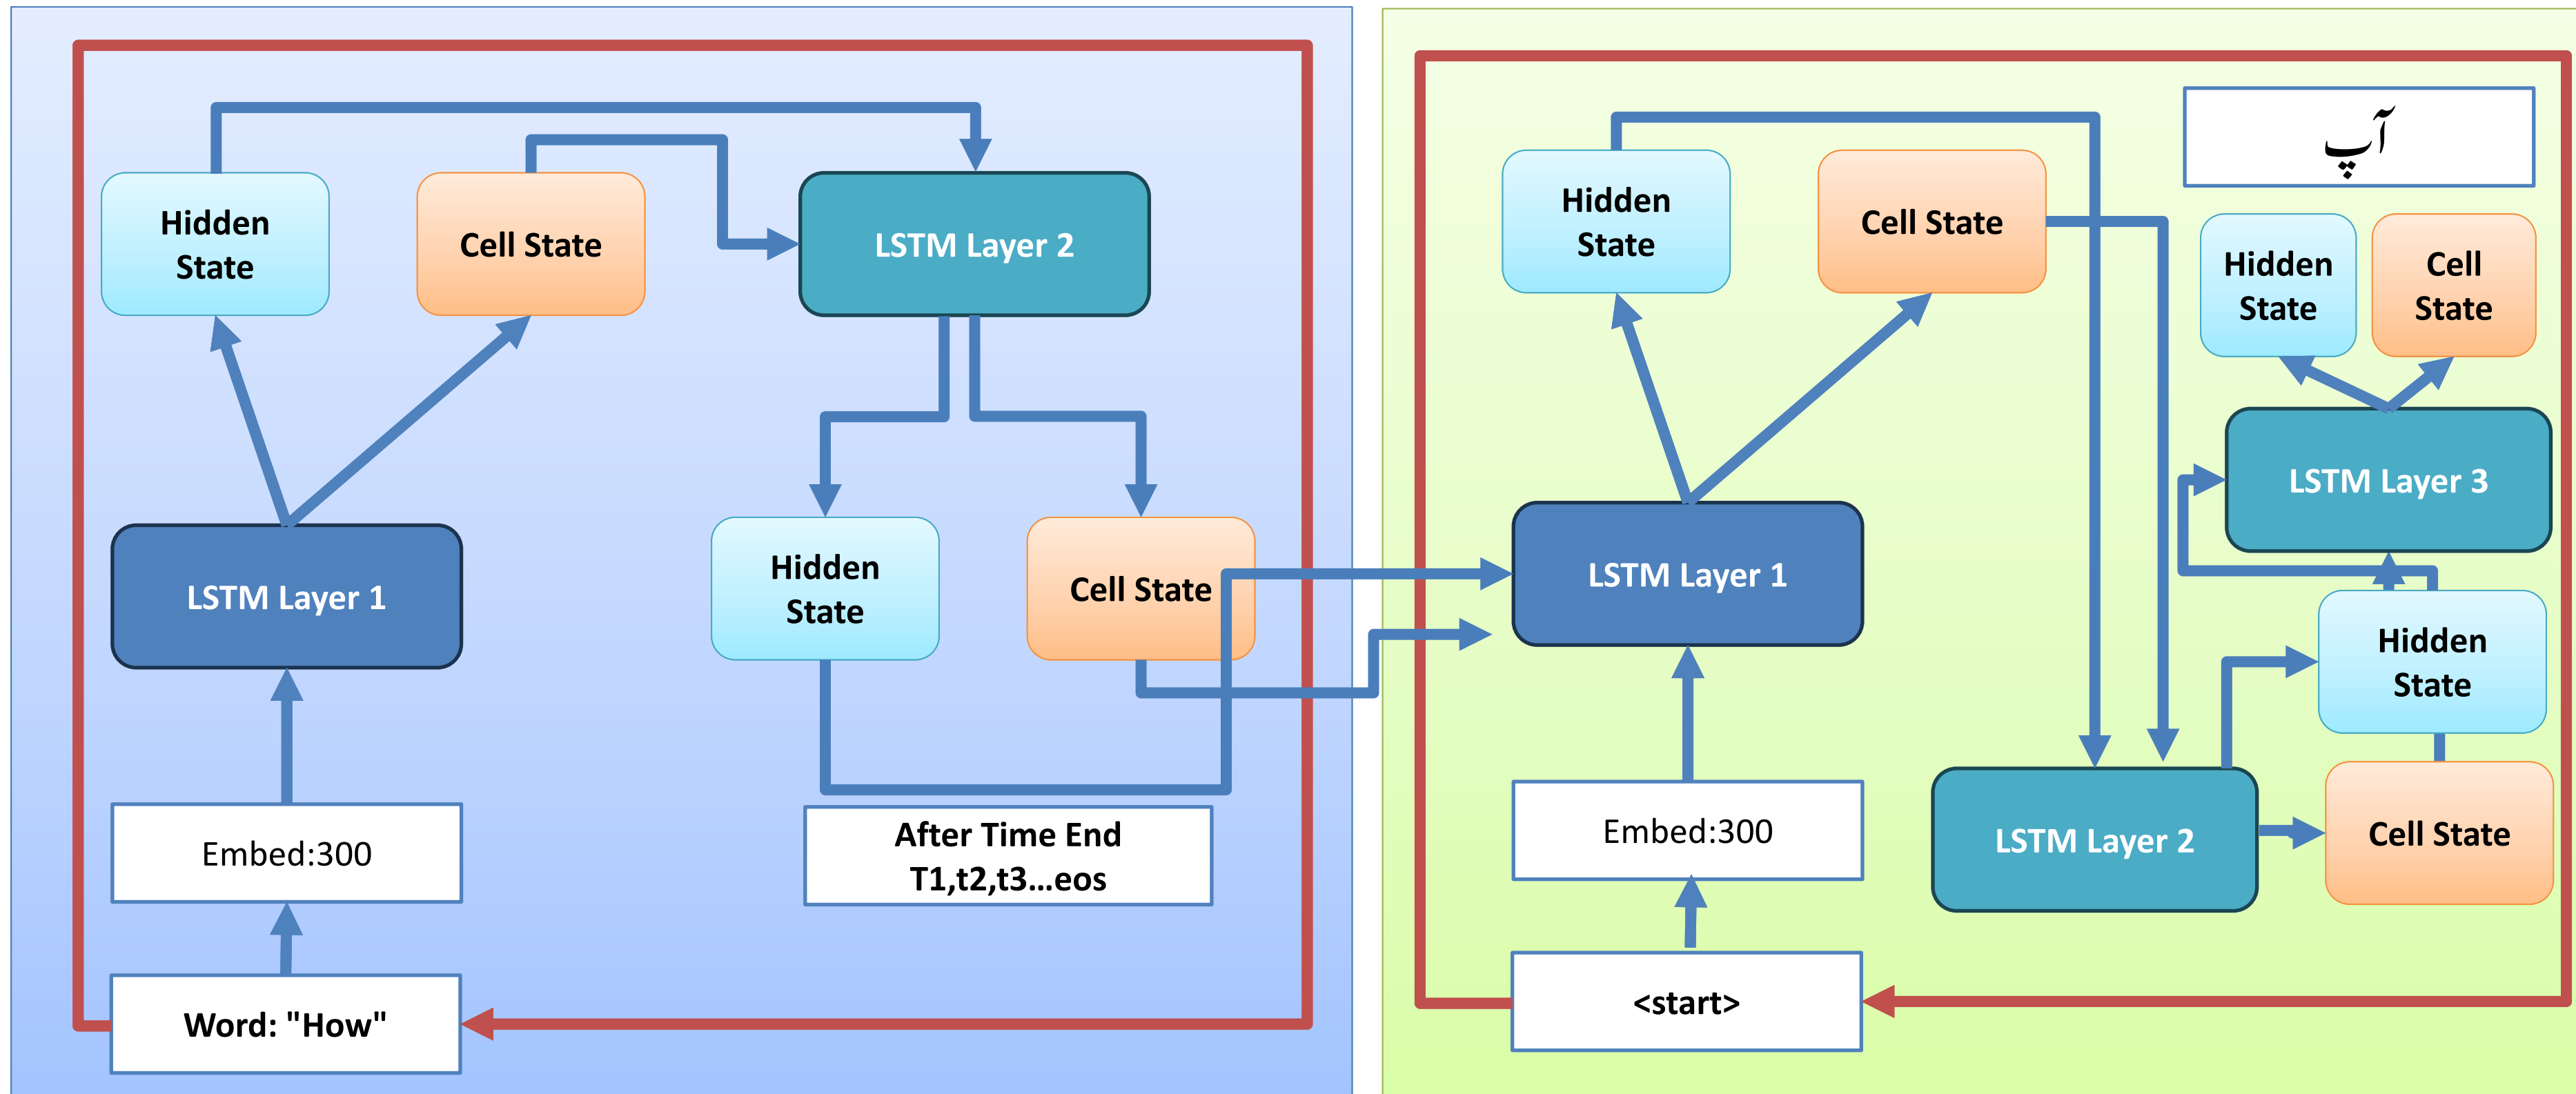 Hidden
State
Cell State
LSTM Layer 2
LSTM Layer 1
Hidden
State
Cell State
Embed:300
After Time End
T1,t2,t3...eos
Word: "How"
آپ
Hidden
State
Cell State
Hidden
State
Cell
State
LSTM Layer 3
LSTM Layer 1
Hidden
State
Embed:300
LSTM Layer 2
Cell State
<start>